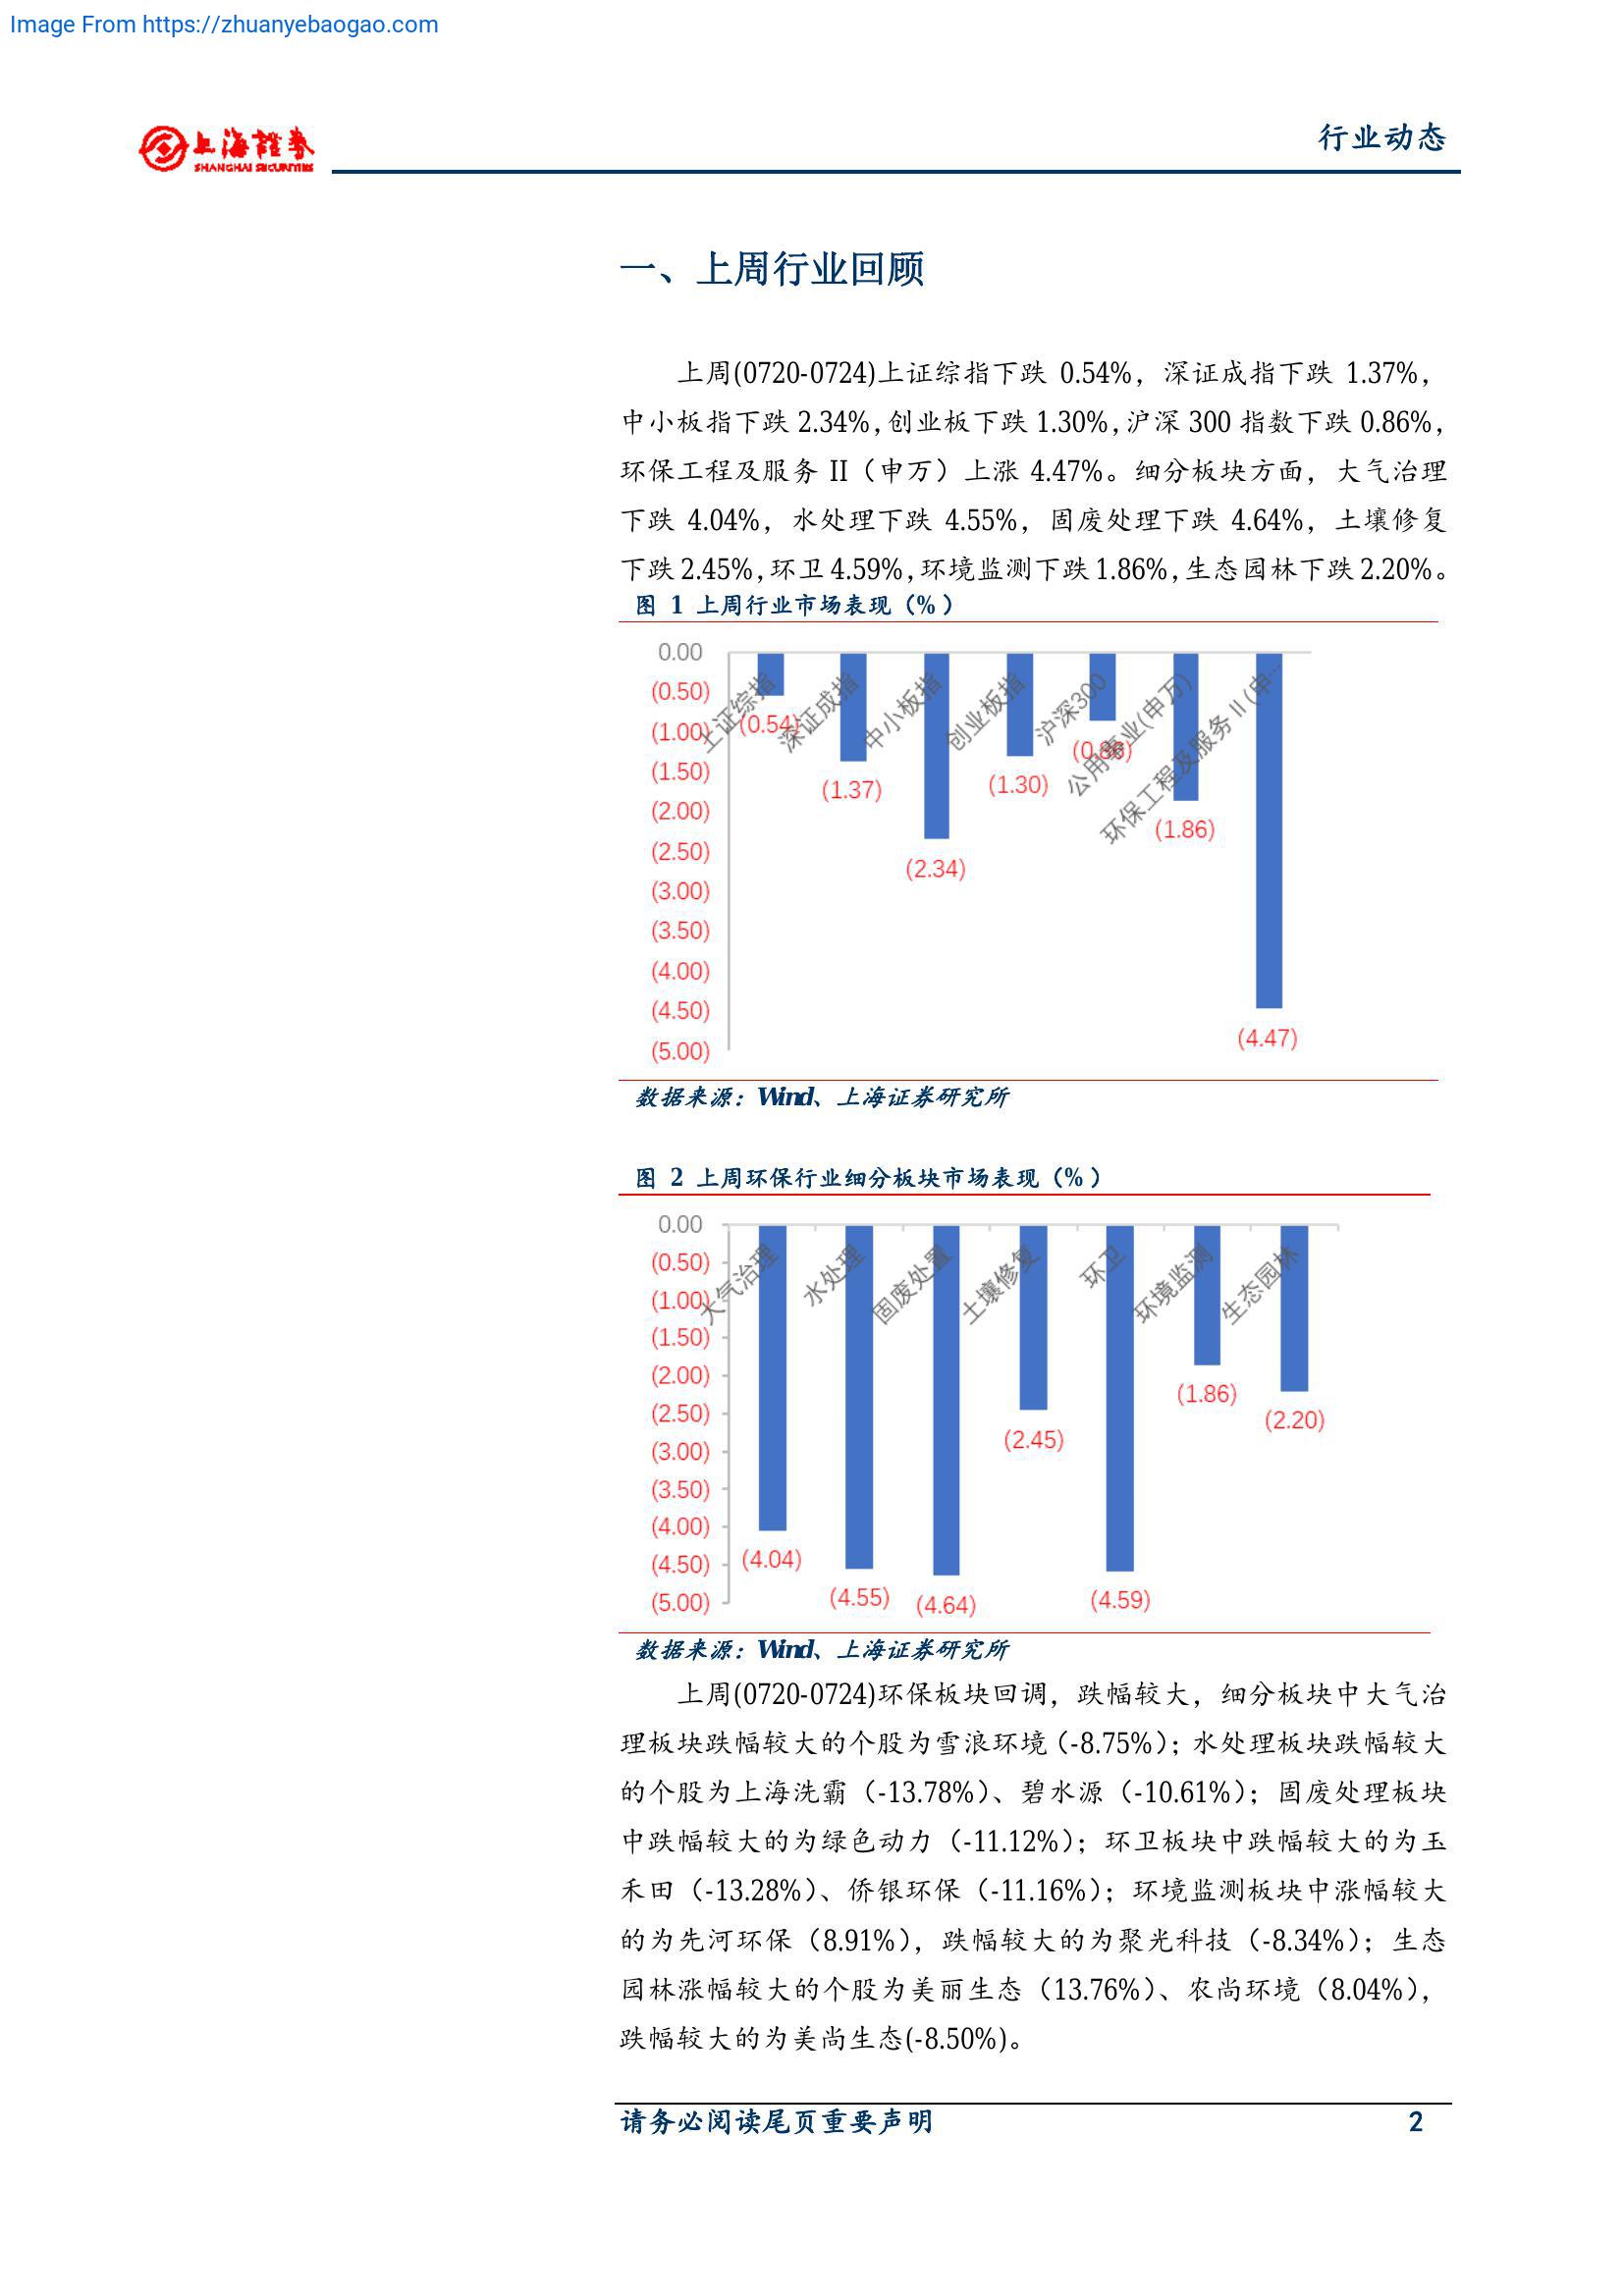 Image From https://zhuanyebaogao.com
上海證券
SHANGHAI SECURITIES
行业动态
一、上周行业回顾
上周(0720-0724)上证综指下跌 0.54%，深证成指下跌 1.37%，
中小板指下跌 2.34%，创业板下跌 1.30%，沪深 300 指数下跌 0.86%，
环保工程及服务 II（申万）上涨 4.47%。细分板块方面，大气治理
下跌 4.04%，水处理下跌 4.55%，固废处理下跌 4.64%，土壤修复
下跌 2.45%，环卫 4.59%，环境监测下跌 1.86%，生态园林下跌 2.20%。
图 1 上周行业市场表现（%）
0.00
(0.50)
(1.00)
(1.50)
(2.00)
(2.50)
(3.00)
(3.50)
(4.00)
(4.50)
(5.00)
上证综指
深证成指
中小板指
创业板指
沪深300
公用事业(申万)
环保工程及服务Ⅱ(申…
(0.54)
(1.37)
(2.34)
(1.30)
(0.86)
(1.86)
(4.47)
数据来源：Wind、上海证券研究所
图 2 上周环保行业细分板块市场表现（%）
0.00
(0.50)
(1.00)
(1.50)
(2.00)
(2.50)
(3.00)
(3.50)
(4.00)
(4.50)
(5.00)
大气治理
水处理
固废处置
土壤修复
环卫
环境监测
生态园林
(4.04)
(4.55)
(4.64)
(2.45)
(4.59)
(1.86)
(2.20)
数据来源：Wind、上海证券研究所
上周(0720-0724)环保板块回调，跌幅较大，细分板块中大气治
理板块跌幅较大的个股为雪浪环境（-8.75%）；水处理板块跌幅较大
的个股为上海洗霸（-13.78%）、碧水源（-10.61%）；固废处理板块
中跌幅较大的为绿色动力（-11.12%）；环卫板块中跌幅较大的为玉
禾田（-13.28%）、侨银环保（-11.16%）；环境监测板块中涨幅较大
的为先河环保（8.91%），跌幅较大的为聚光科技（-8.34%）；生态
园林涨幅较大的个股为美丽生态（13.76%）、农尚环境（8.04%），
跌幅较大的为美尚生态(-8.50%)。
请务必阅读尾页重要声明
2